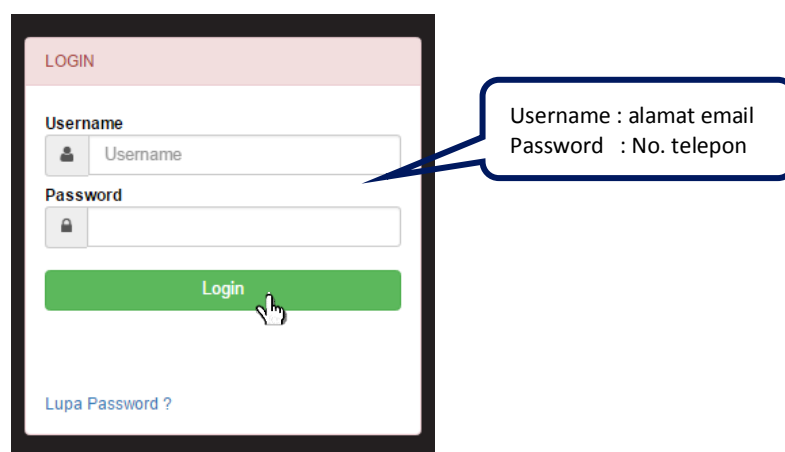 LOGIN
Username
Username
Password
Login
Lupa Password ?
Username : alamat email
Password : No. telepon